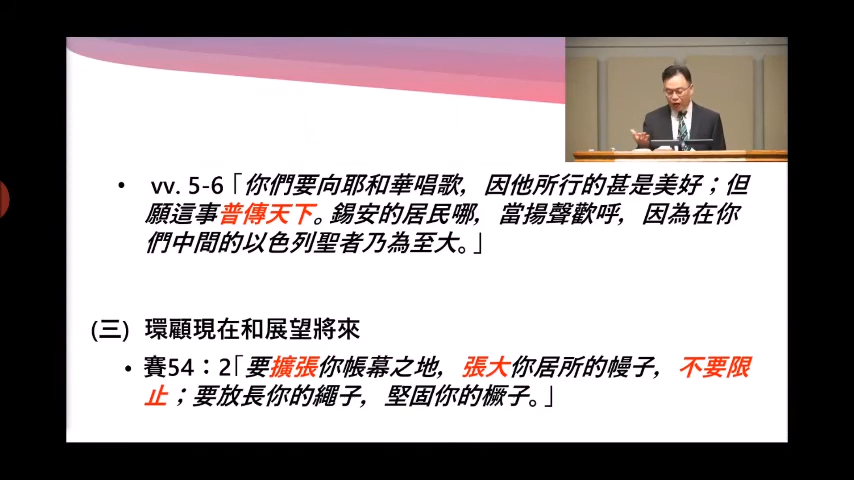 • vv. 5-6「你們要向耶和華唱歌，因他所行的甚是美好；但
願這事普傳天下。錫安的居民哪，當揚聲歡呼，因為在你
們中間的以色列聖者乃為至大。」
(三) 環顧現在和展望將來
• 賽54：2「要擴張你帳幕之地，張大你居所的幔子，不要限
止；要放長你的繩子，堅固你的橛子。」